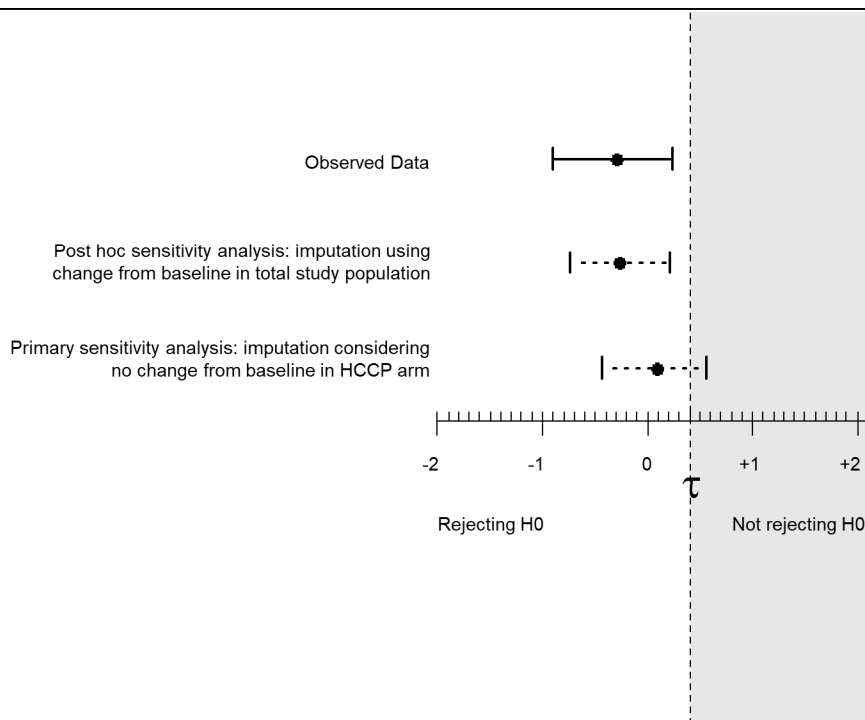 Observed Data
Post hoc sensitivity analysis: imputation using
change from baseline in total study population
Primary sensitivity analysis: imputation considering
no change from baseline in HCCP arm
-2 -1 0 +1 +2
τ
Rejecting H0 Not rejecting H0